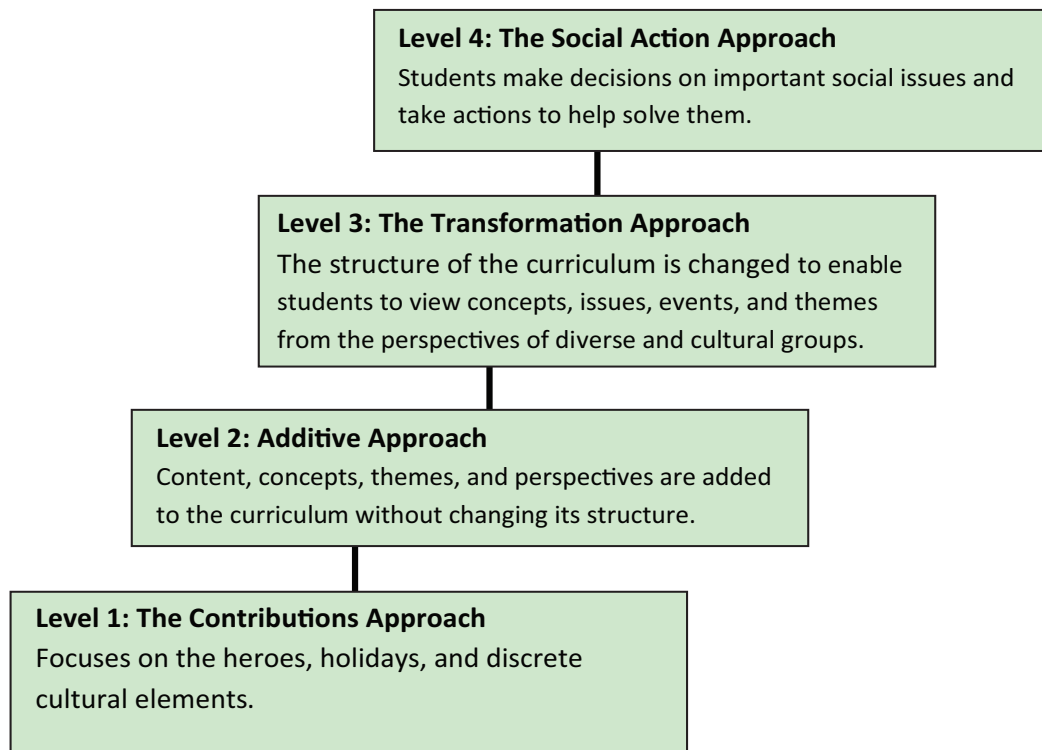 Level 4: The Social Action Approach
Students make decisions on important social issues and
take actions to help solve them.
Level 3: The Transformation Approach
The structure of the curriculum is changed to enable
students to view concepts, issues, events, and themes
from the perspectives of diverse and cultural groups.
Level 2: Additive Approach
Content, concepts, themes, and perspectives are added
to the curriculum without changing its structure.
Level 1: The Contributions Approach
Focuses on the heroes, holidays, and discrete
cultural elements.